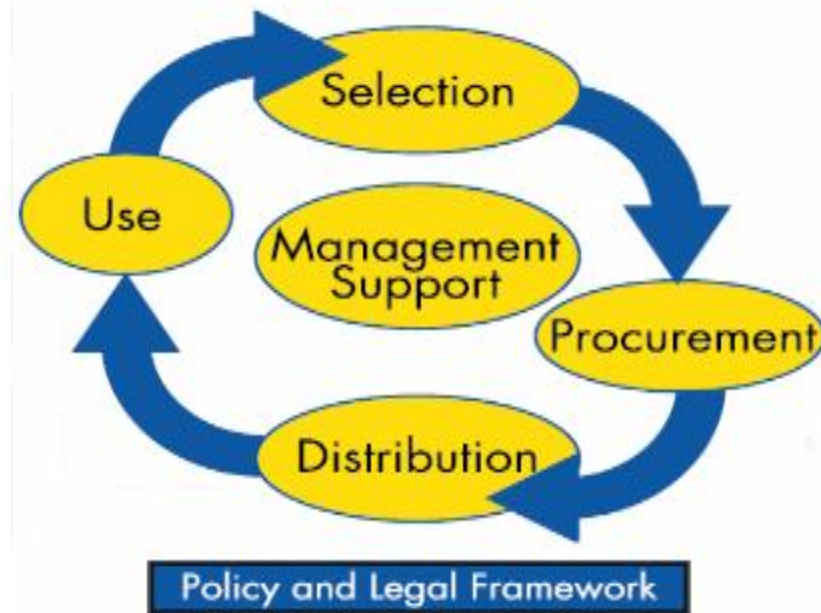 Selection
Use
Management
Support
Procurement
Distribution
Policy and Legal Framework